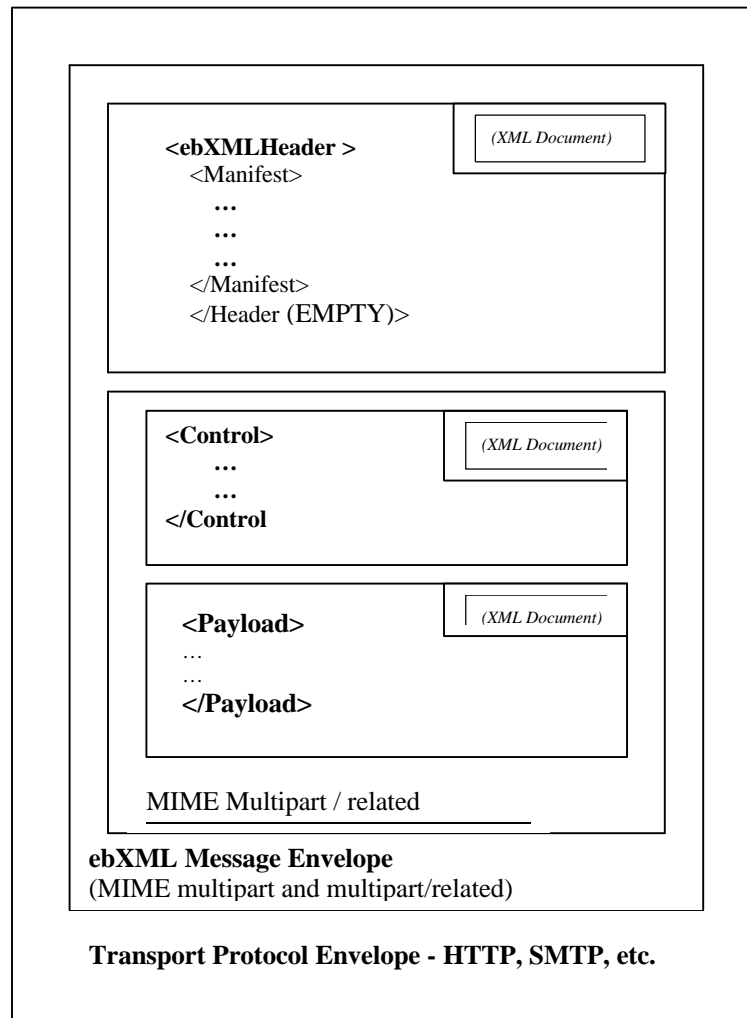 <ebXMLHeader >
(XML Document)
<Manifest>
…
…
…
</Manifest>
</Header (EMPTY)>
<Control>
(XML Document)
…
…
</Control
<Payload>
(XML Document)
…
…
</Payload>
MIME Multipart / related
ebXML Message Envelope
(MIME multipart and multipart/related)
Transport Protocol Envelope - HTTP, SMTP, etc.